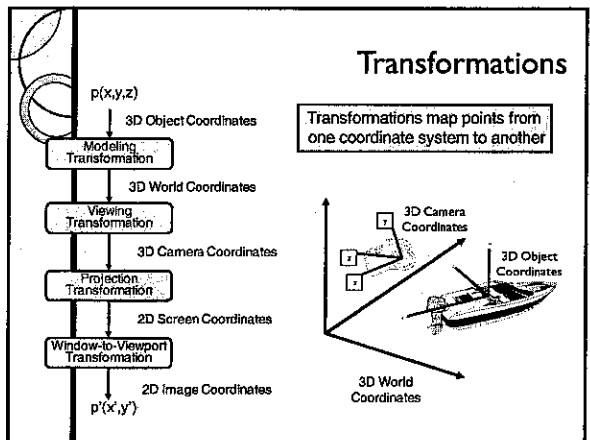 Transformations
p(x,y,z)
3D Object Coordinates
Modeling
Transformation
3D World Coordinates
Viewing
Transformation
3D Camera Coordinates
Projection
Transformation
2D Screen Coordinates
Window-to-Viewport
Transformation
2D Image Coordinates
p'(x',y')
Transformations map points from
one coordinate system to another
3D Camera
Coordinates
3D Object
Coordinates
3D World
Coordinates